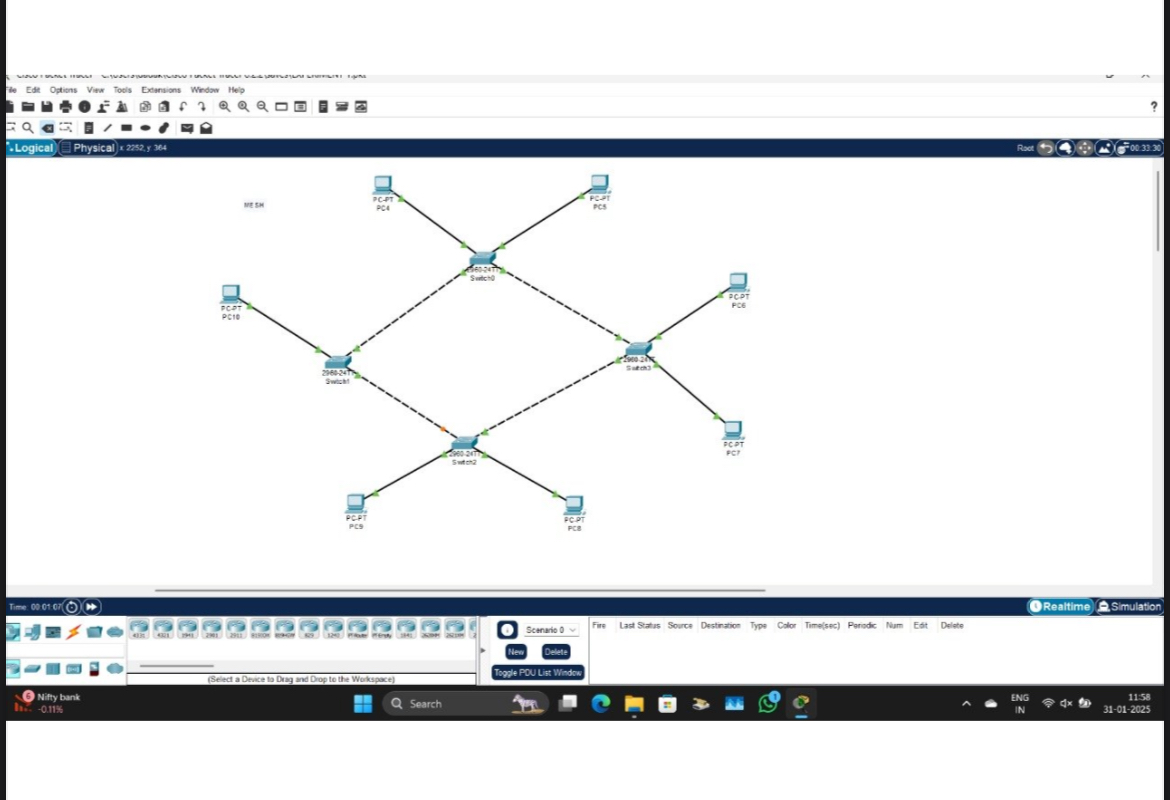 File Edit Options View Tools Extensions Window Help
?
Logical Physical x: 2252, y: 364 Root 00:33:30
MESH
PC-PT
PC4
PC-PT
PC5
2960-24TT
Switch0
PC-PT
PC10
PC-PT
PC6
2960-24TT
Switch1
2960-24TT
Switch3
PC-PT
PC7
2960-24TT
Switch2
PC-PT
PC9
PC-PT
PC8
Time: 00:01:07 Realtime Simulation
4331 4321 1941 2901 2911 819IOX 819HGW 829 1240 PT-Router PT-Empty 1841 2620XM 2621XM
Scenario 0
New Delete
Toggle PDU List Window
Fire Last Status Source Destination Type Color Time(sec) Periodic Num Edit Delete
(Select a Device to Drag and Drop to the Workspace)
Nifty bank
-0.11%
Search
ENG
IN
11:58
31-01-2025